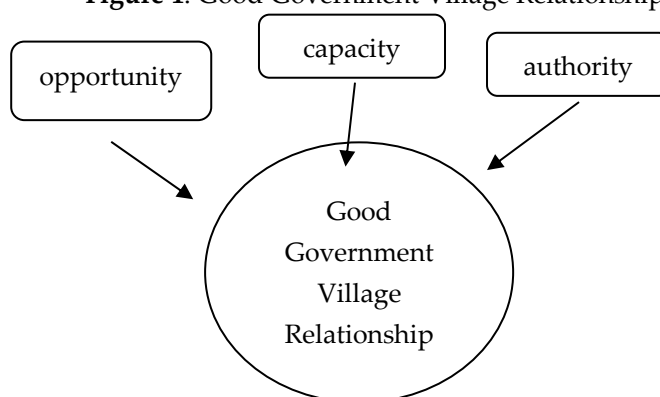 Figure 1. Good Government Village Relationship
opportunity
capacity
authority
Good
Government
Village
Relationship